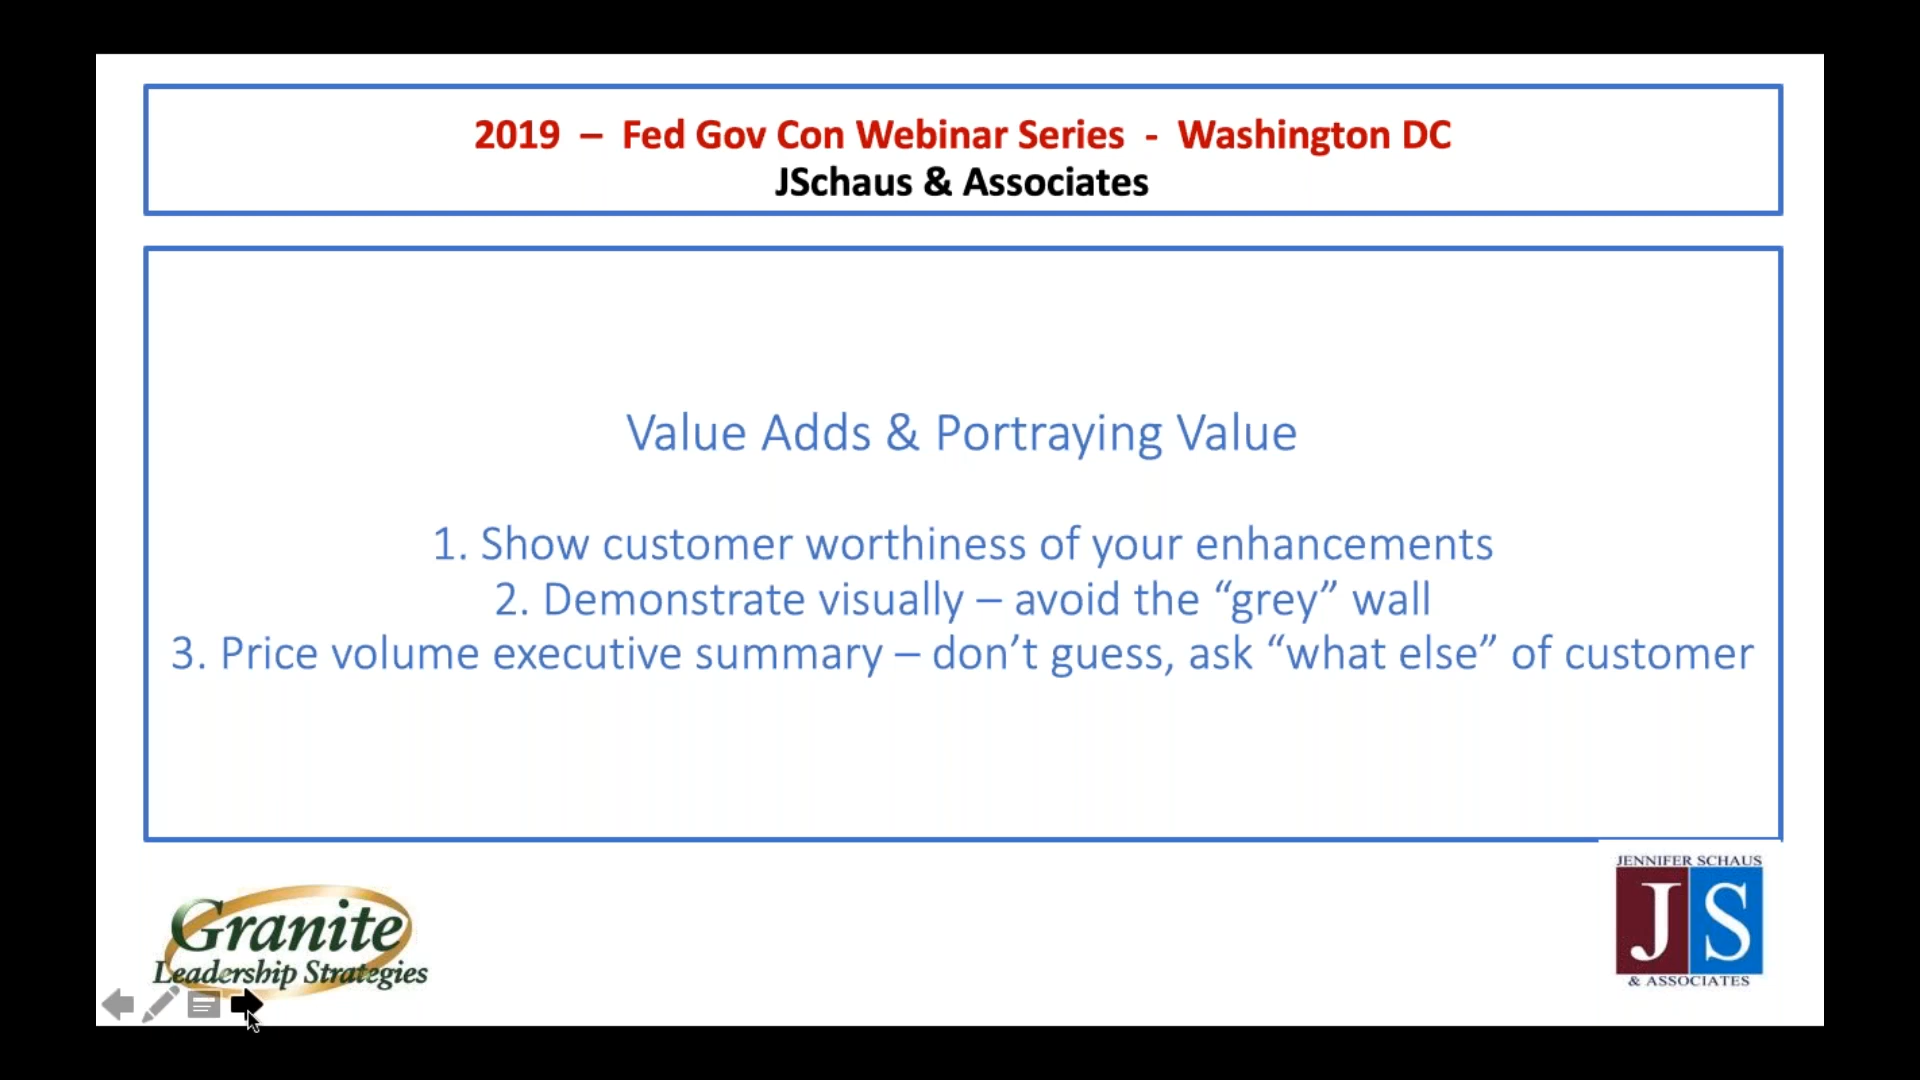 2019 – Fed Gov Con Webinar Series - Washington DC
JSchaus & Associates
Value Adds & Portraying Value
1. Show customer worthiness of your enhancements
2. Demonstrate visually – avoid the “grey” wall
3. Price volume executive summary – don’t guess, ask “what else” of customer
Granite
Leadership Strategies
JENNIFER SCHAUS
JS
& ASSOCIATES